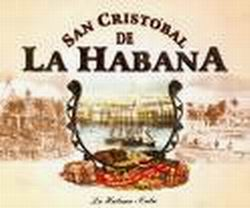 SAN CRISTOBAL
DE
LA HABANA
La Habana - Cuba